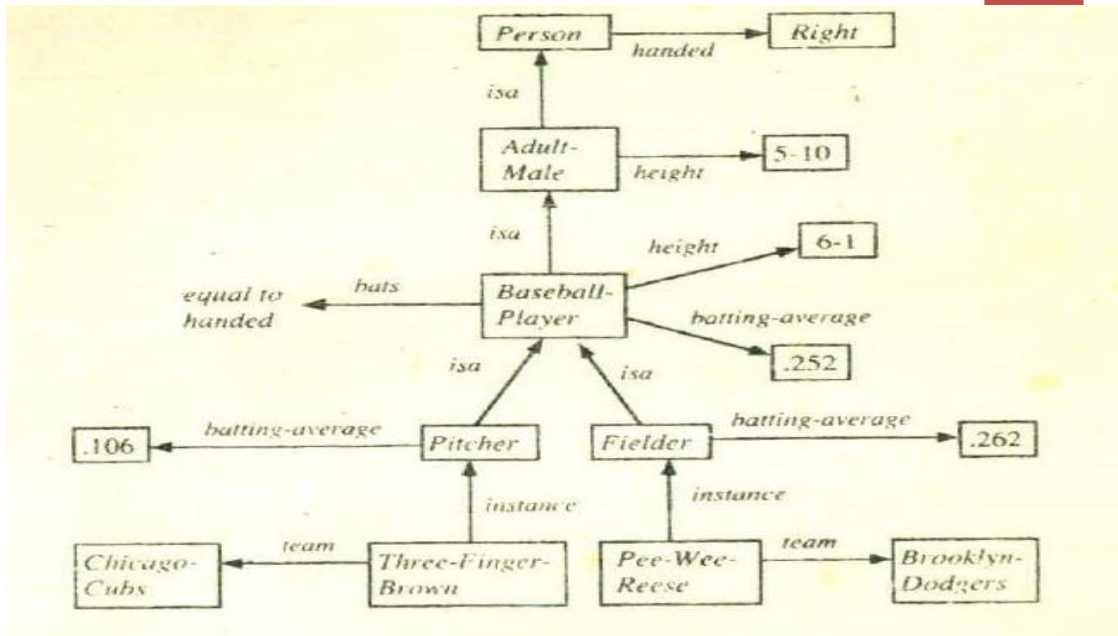 Person
handed
Right
isa
Adult-
Male
height
5-10
isa
height
6-1
equal to
handed
bats
Baseball-
Player
batting-average
.252
isa
isa
.106
batting-average
Pitcher
Fielder
batting-average
.262
instance
instance
Chicago-
Cubs
team
Three-Finger-
Brown
Pee-Wee-
Reese
team
Brooklyn-
Dodgers